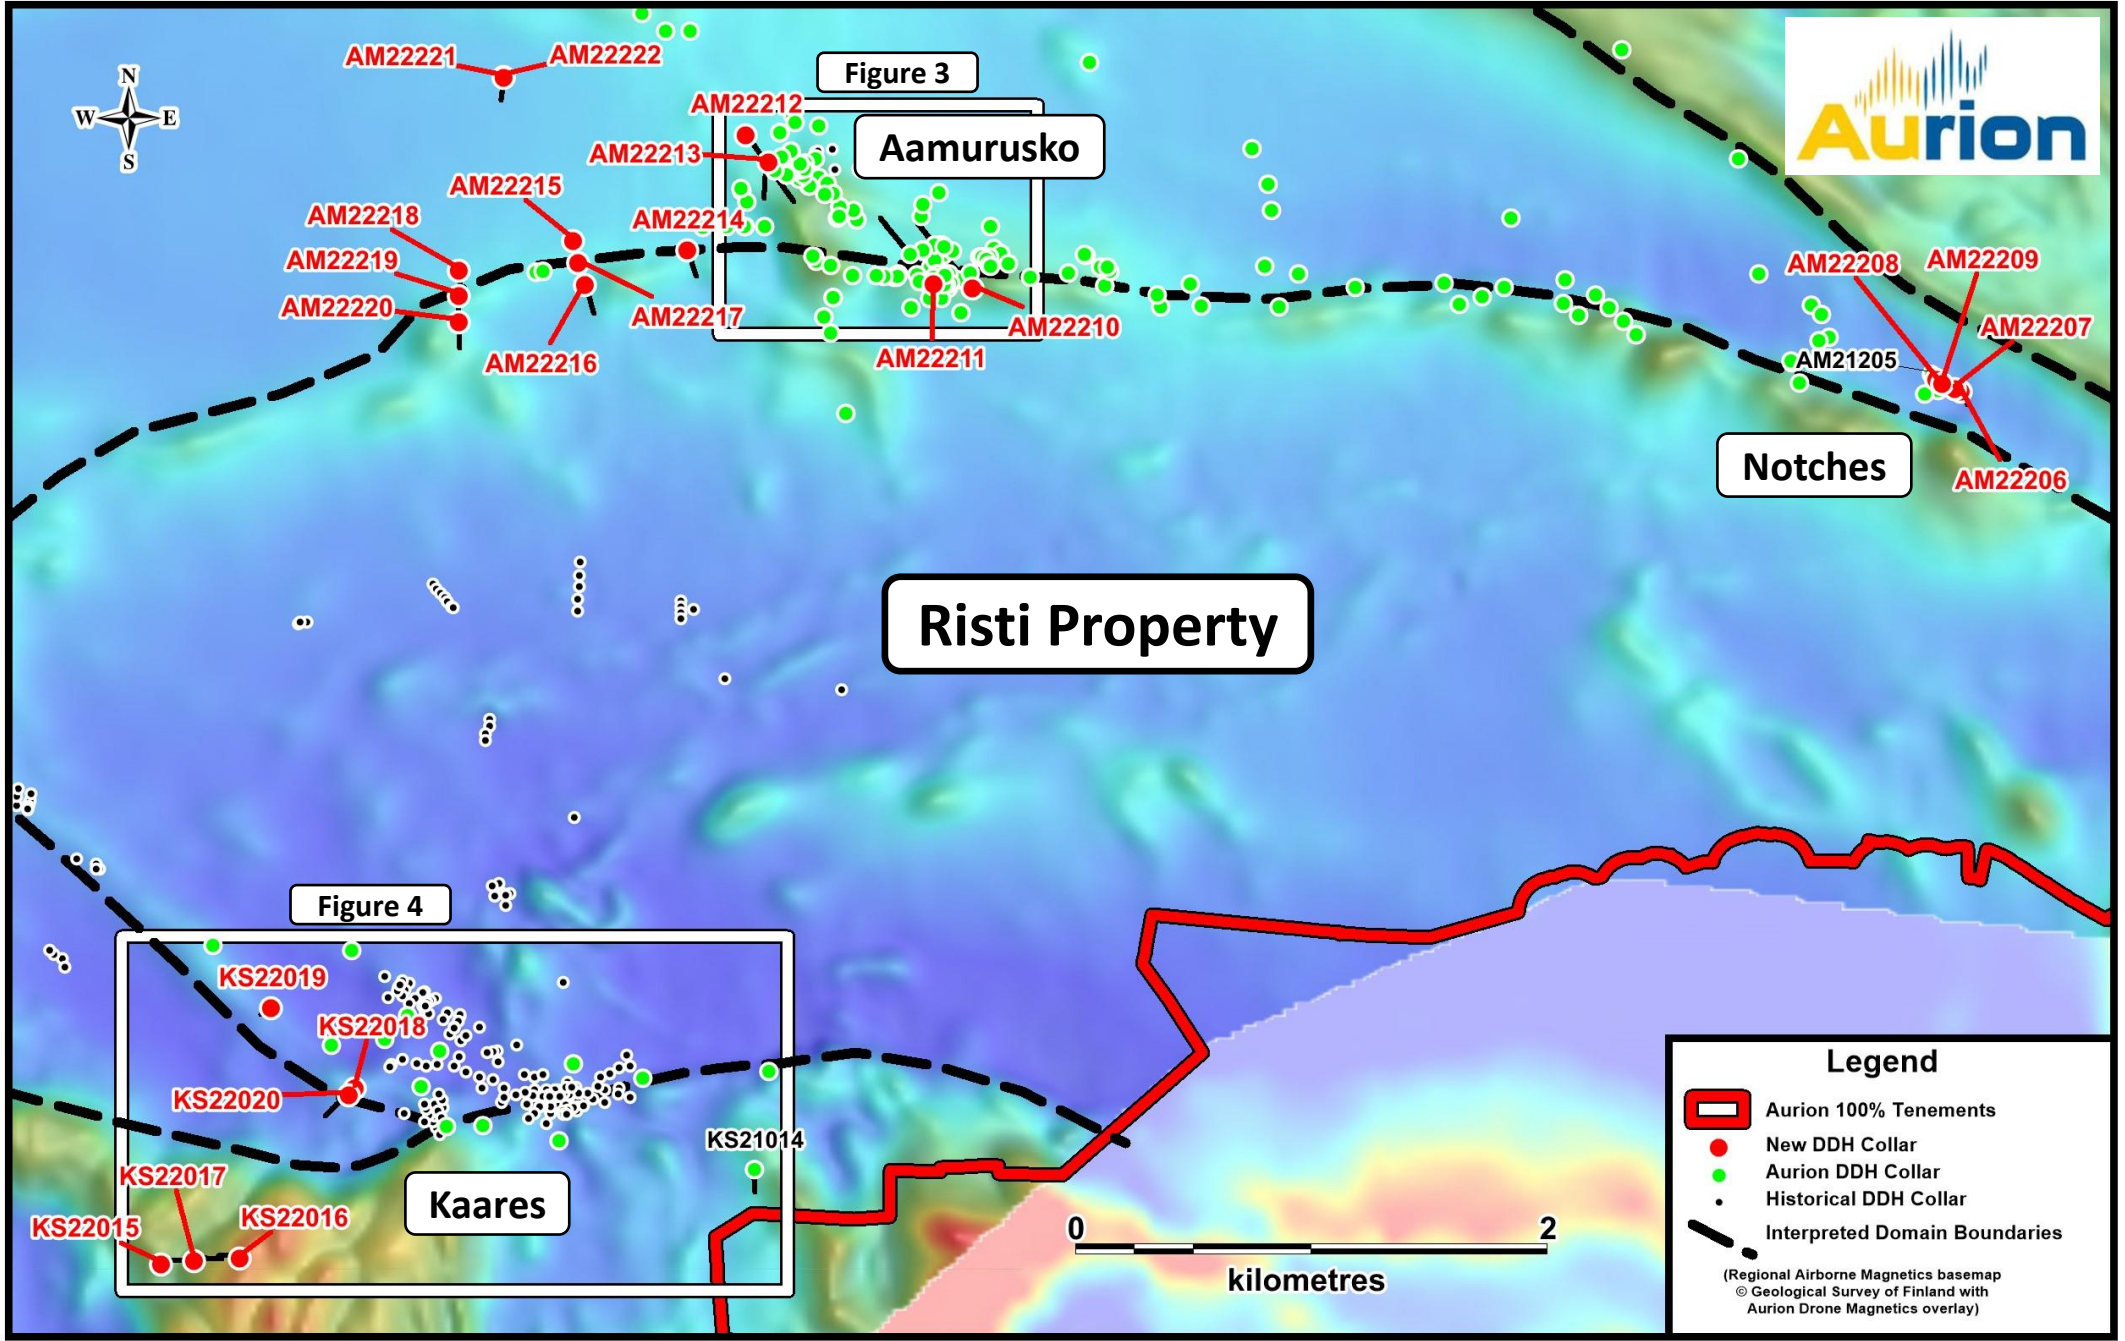 AM22221
AM22222
N
W
E
S
Figure 3
AM22212
Aamurusko
AM22213
Aurion
AM22215
AM22218
AM22214
AM22219
AM22220
AM22217
AM22216
AM22210
AM22211
AM22208
AM22209
AM22207
AM21205
Notches
AM22206
Risti Property
Figure 4
KS22019
KS22018
KS22020
KS21014
KS22017
KS22015
KS22016
Kaares
0
2
kilometres
Legend
Aurion 100% Tenements
New DDH Collar
Aurion DDH Collar
Historical DDH Collar
Interpreted Domain Boundaries
(Regional Airborne Magnetics basemap
© Geological Survey of Finland with
Aurion Drone Magnetics overlay)